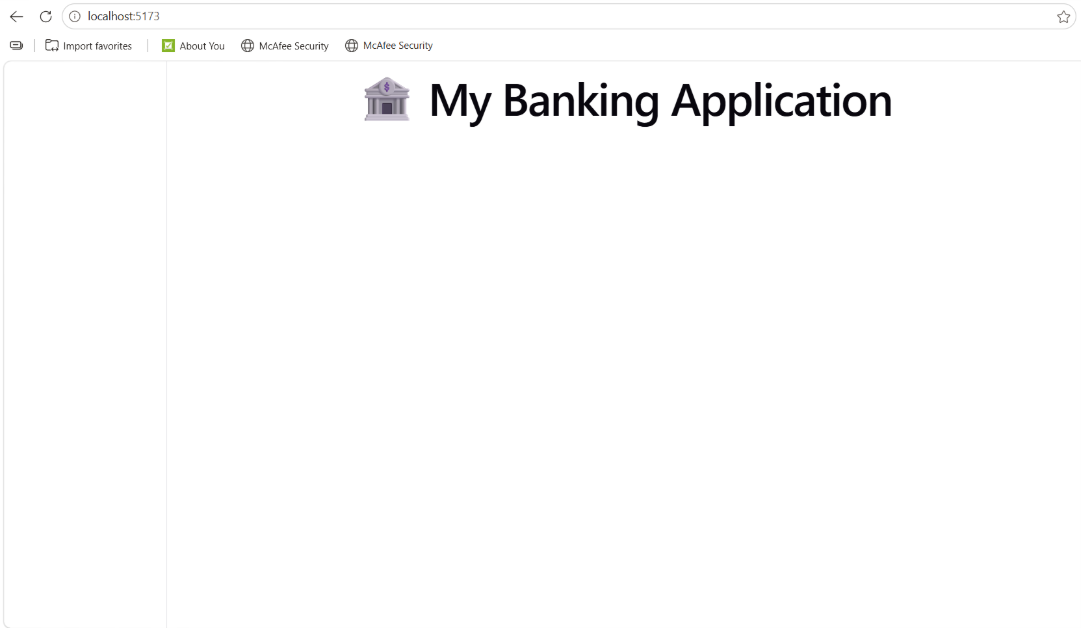 localhost:5173
Import favorites About You McAfee Security McAfee Security
My Banking Application